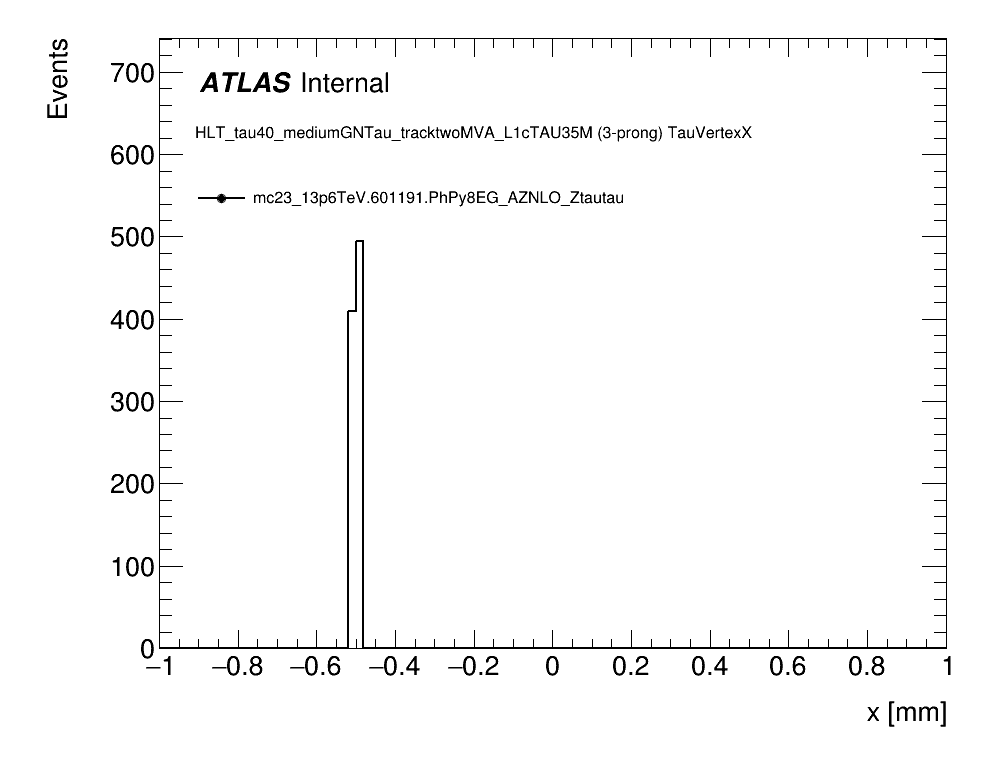 Events
700
ATLAS Internal
HLT_tau40_mediumGNTau_tracktwoMVA_L1cTAU35M (3-prong) TauVertexX
600
mc23_13p6TeV.601191.PhPy8EG_AZNLO_Ztautau
500
400
300
200
100
0
−1 −0.8 −0.6 −0.4 −0.2 0 0.2 0.4 0.6 0.8 1
x [mm]